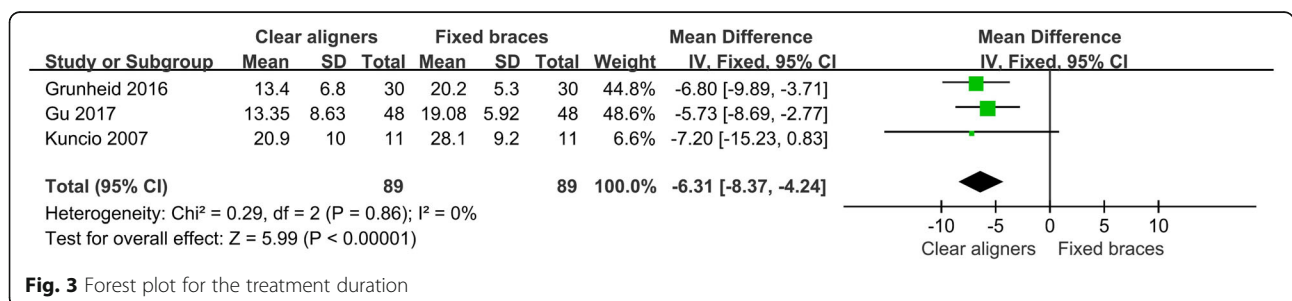 Clear aligners Fixed braces Mean Difference Mean Difference
Study or Subgroup Mean SD Total Mean SD Total Weight IV, Fixed, 95% CI IV, Fixed, 95% CI
Grunheid 2016 13.4 6.8 30 20.2 5.3 30 44.8% -6.80 [-9.89, -3.71]
Gu 2017 13.35 8.63 48 19.08 5.92 48 48.6% -5.73 [-8.69, -2.77]
Kuncio 2007 20.9 10 11 28.1 9.2 11 6.6% -7.20 [-15.23, 0.83]
Total (95% CI) 89 89 100.0% -6.31 [-8.37, -4.24]
Heterogeneity: Chi² = 0.29, df = 2 (P = 0.86); I² = 0%
Test for overall effect: Z = 5.99 (P < 0.00001)
-10 -5 0 5 10
Clear aligners Fixed braces
Fig. 3 Forest plot for the treatment duration